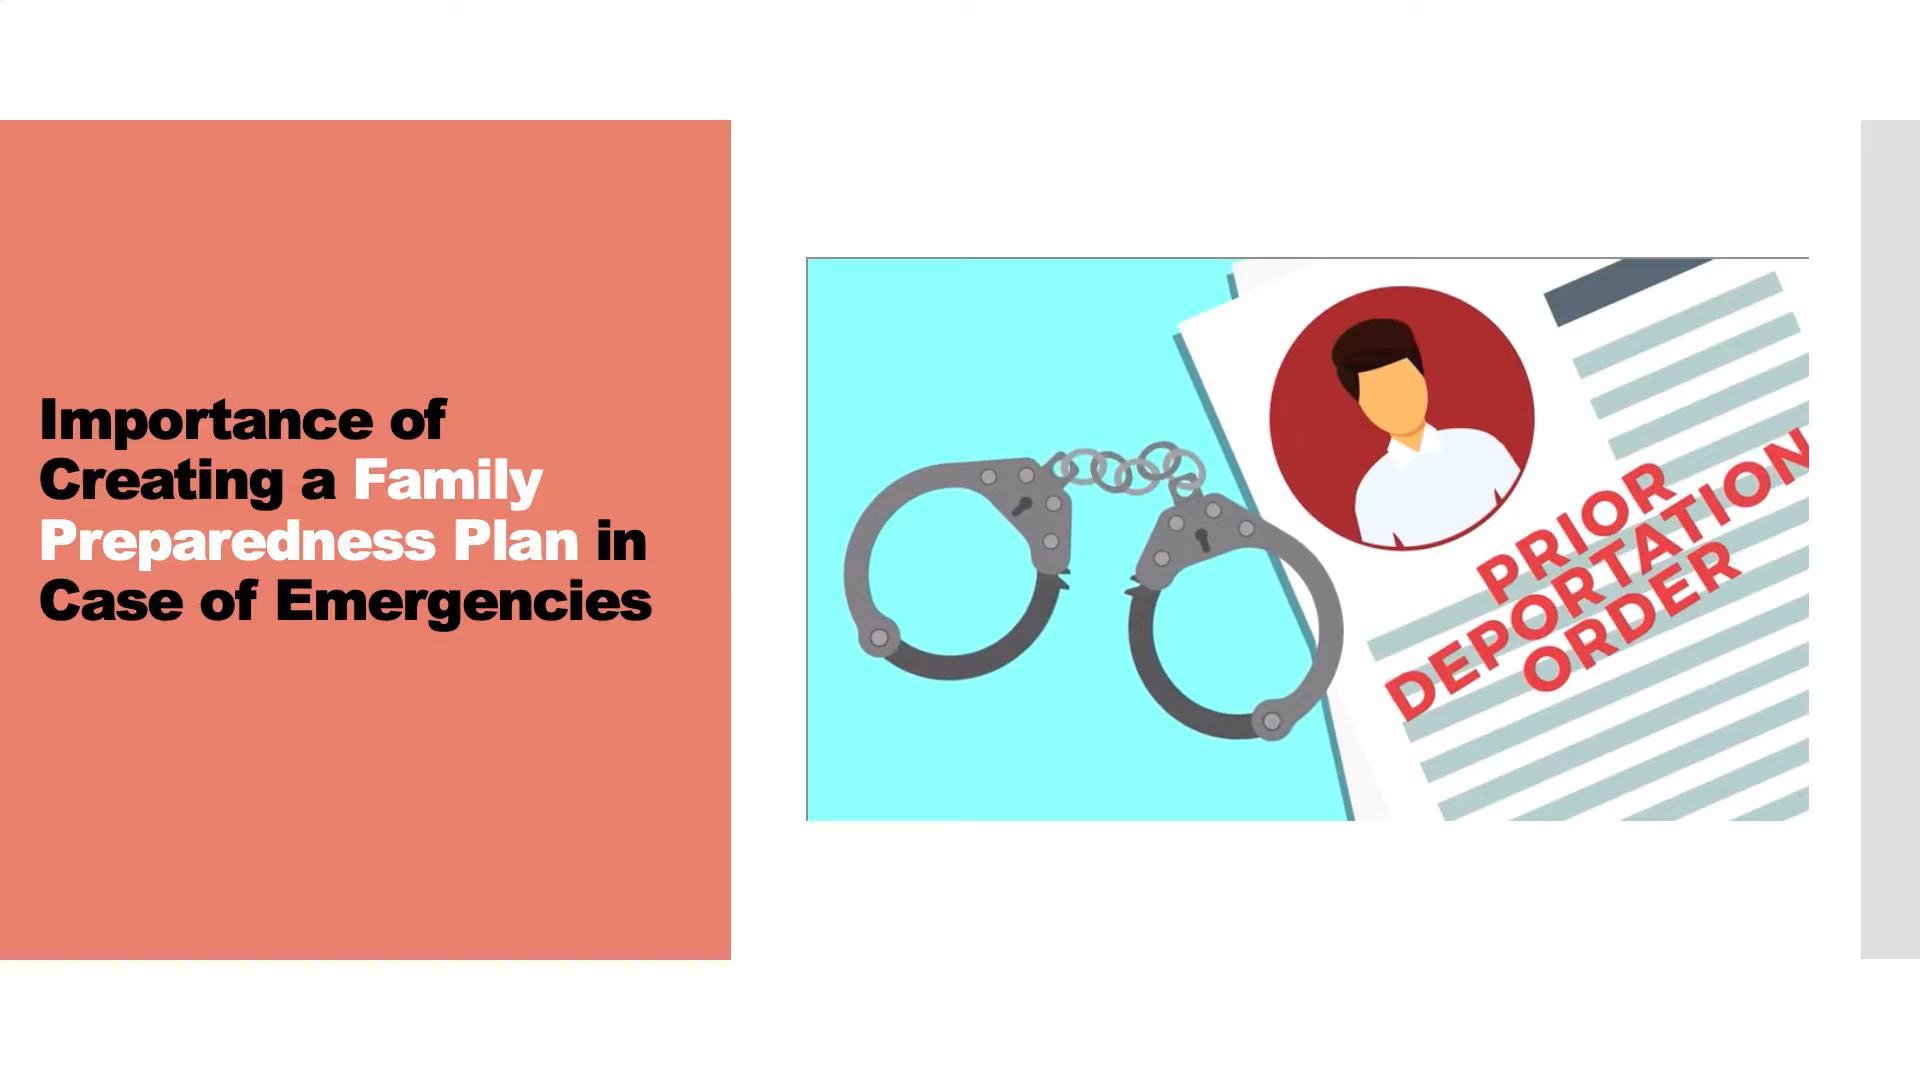 Importance of
Creating a Family
Preparedness Plan in
Case of Emergencies
PRIOR
DEPORTATION
ORDER